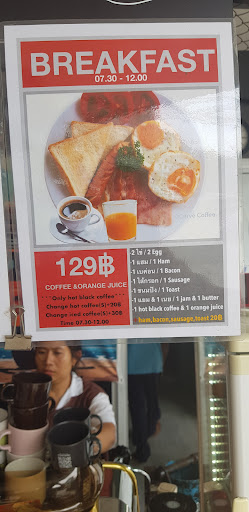 BREAKFAST
07.30 - 12.00
129฿
COFFEE &ORANGE JUICE
***Only hot black coffee***
Change hot coffee(S)+20฿
Change iced coffee(S)+30฿
Time 07.30-12.00
-2 ไข่ / 2 Egg
-1 แฮม / 1 Ham
-1 เบค่อน / 1 Bacon
-1 ไส้กรอก / 1 Sausage
-1 ขนมปัง / 1 Toast
-1 แยม & 1 เนย / 1 jam & 1 butter
-1 hot black coffee & 1 orange juice
ham,bacon,sausage,toast 20฿